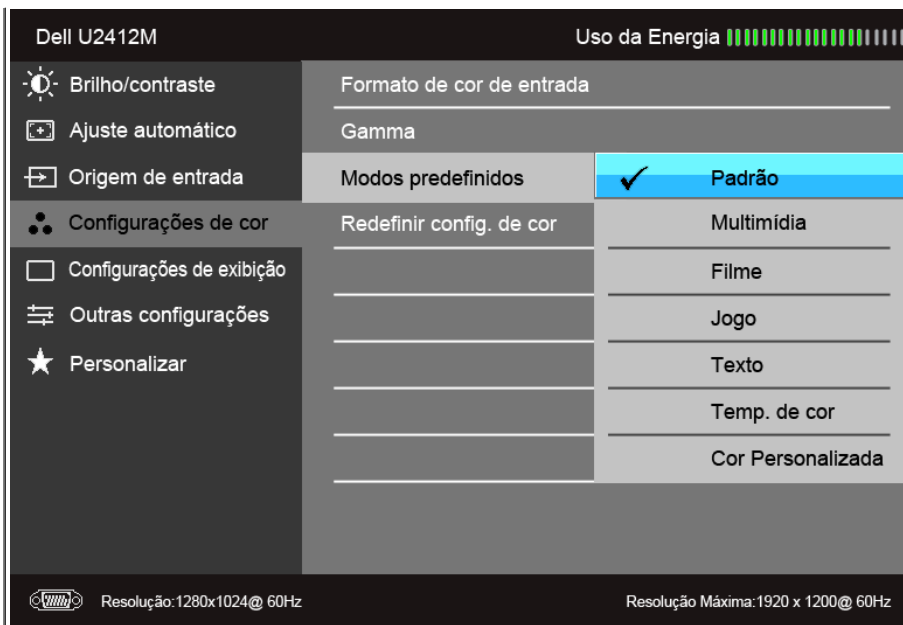 Dell U2412M
Uso da Energia
Brilho/contraste
Ajuste automático
Origem de entrada
Configurações de cor
Configurações de exibição
Outras configurações
Personalizar
Formato de cor de entrada
Gamma
Modos predefinidos
Redefinir config. de cor
Padrão
Multimídia
Filme
Jogo
Texto
Temp. de cor
Cor Personalizada
Resolução:1280x1024@ 60Hz
Resolução Máxima:1920 x 1200@ 60Hz